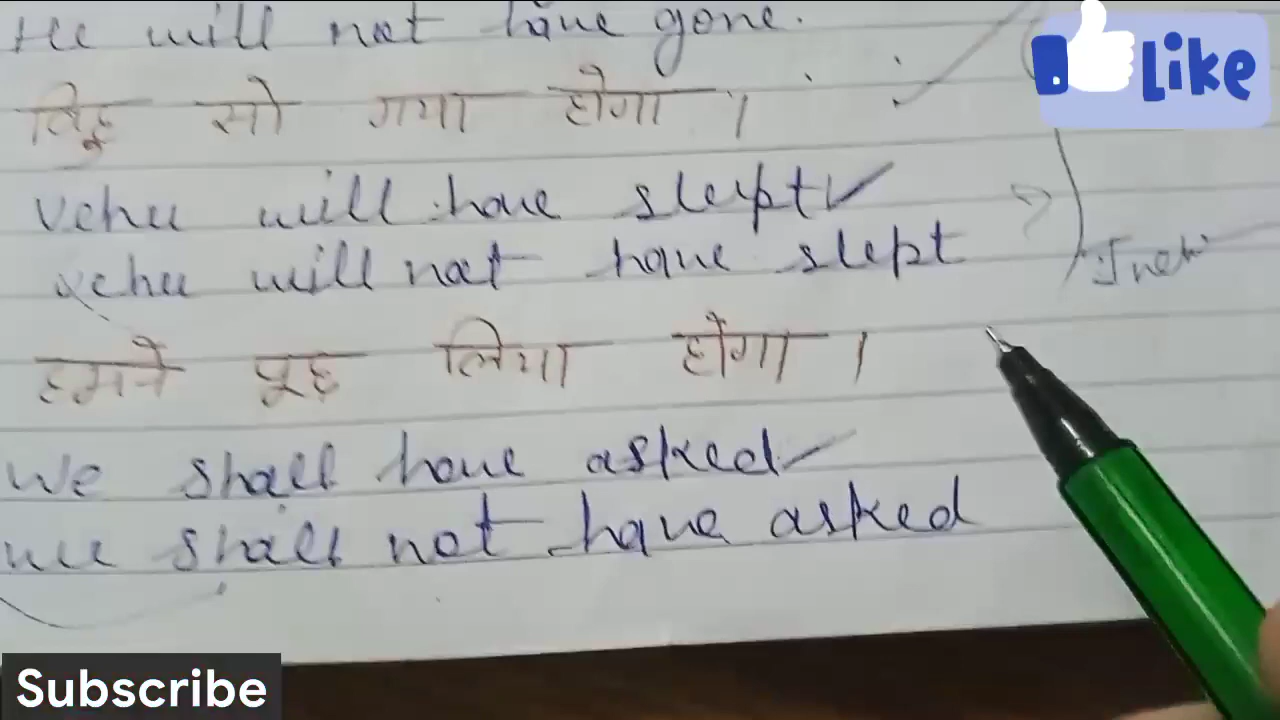 He will not have gone.
LIKE
विहू सो गया होगा ।
Vehu will have slept
vehu will not have slept
हमने पूछ लिया होगा ।
We shall have asked
we shall not have asked
Subscribe